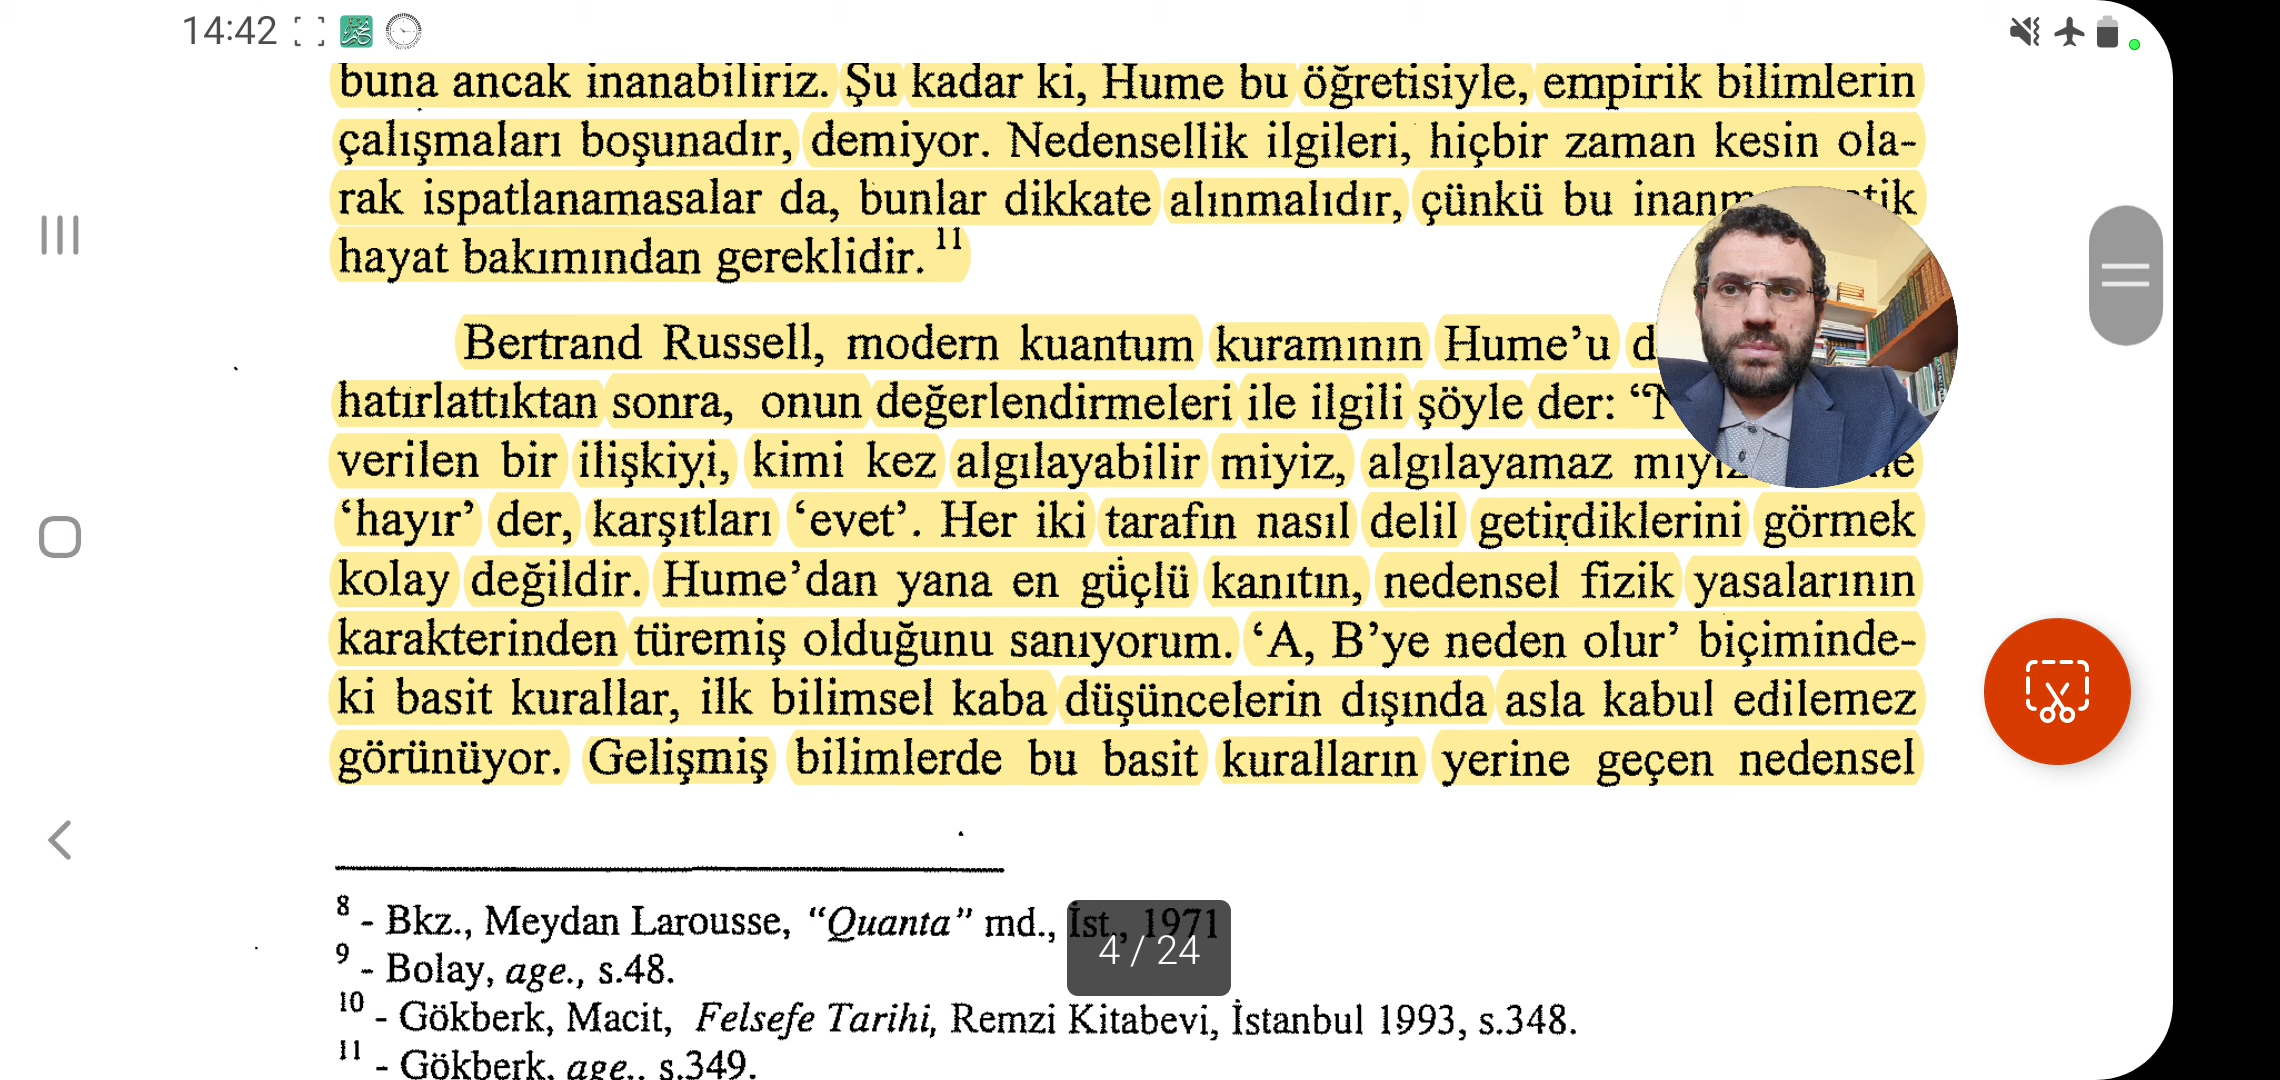 14:42
buna ancak inanabiliriz. Şu kadar ki, Hume bu öğretisiyle, empirik bilimlerin
çalışmaları boşunadır, demiyor. Nedensellik ilgileri, hiçbir zaman kesin ola-
rak ispatlanamasalar da, bunlar dikkate alınmalıdır, çünkü bu
hayat bakımından gereklidir. 11
Bertrand Russell, modern kuantum kuramının Hume’u
hatırlattıktan sonra, onun değerlendirmeleri ile ilgili şöyle der:
verilen bir ilişkiyi, kimi kez algılayabilir miyiz, algılayamaz
‘hayır’ der, karşıtları ‘evet’. Her iki tarafın nasıl delil getirdiklerini görmek
kolay değildir. Hume’dan yana en güçlü kanıtın, nedensel fizik yasalarının
karakterinden türemiş olduğunu sanıyorum. ‘A, B’ye neden olur’ biçiminde-
ki basit kurallar, ilk bilimsel kaba düşüncelerin dışında asla kabul edilemez
görünüyor. Gelişmiş bilimlerde bu basit kuralların yerine geçen nedensel
8 - Bkz., Meydan Larousse, “Quanta” md., İst., 1971
4 / 24
9 - Bolay, age., s.48.
10 - Gökberk, Macit, Felsefe Tarihi, Remzi Kitabevi, İstanbul 1993, s.348.
11 - Gökberk, age., s.349.